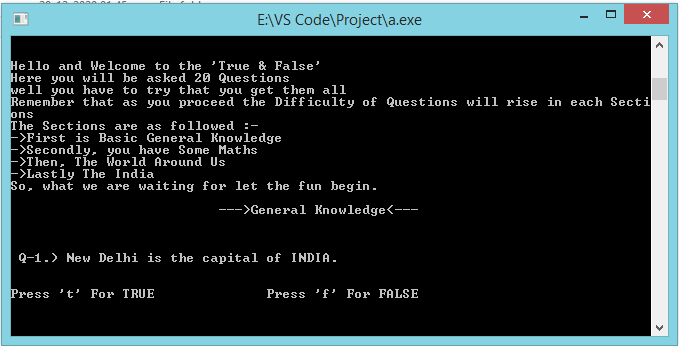 E:\VS Code\Project\a.exe
Hello and Welcome to the 'True & False'
Here you will be asked 20 Questions
well you have to try that you get them all
Remember that as you proceed the Difficulty of Questions will rise in each Secti
ons
The Sections are as followed :-
->First is Basic General Knowledge
->Secondly, you have Some Maths
->Then, The World Around Us
->Lastly The India
So, what we are waiting for let the fun begin.
--->General Knowledge<---
Q-1.) New Delhi is the capital of INDIA.
Press 't' For TRUE Press 'f' For FALSE